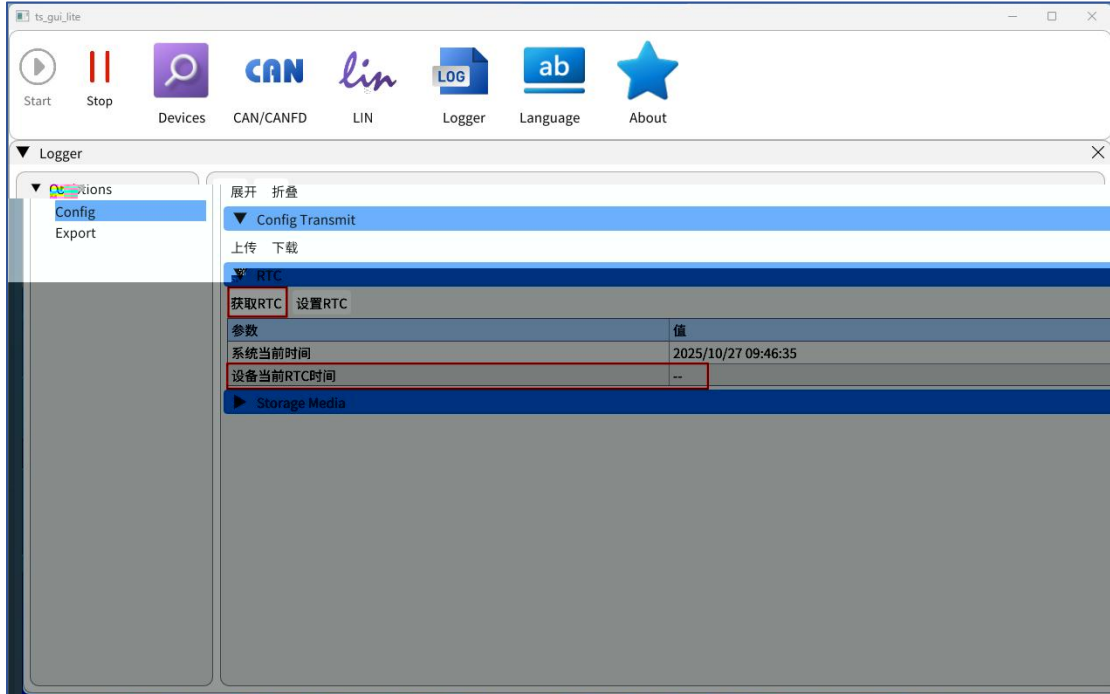 ts_gui_lite
CAN
lin
LOG
ab
Start
Stop
Devices
CAN/CANFD
LIN
Logger
Language
About
Logger
展开 折叠
Config
Config Transmit
Export
上传 下载
RTC
获取RTC 设置RTC
参数 值
系统当前时间 2025/10/27 09:46:35
设备当前RTC时间 --
Storage Media